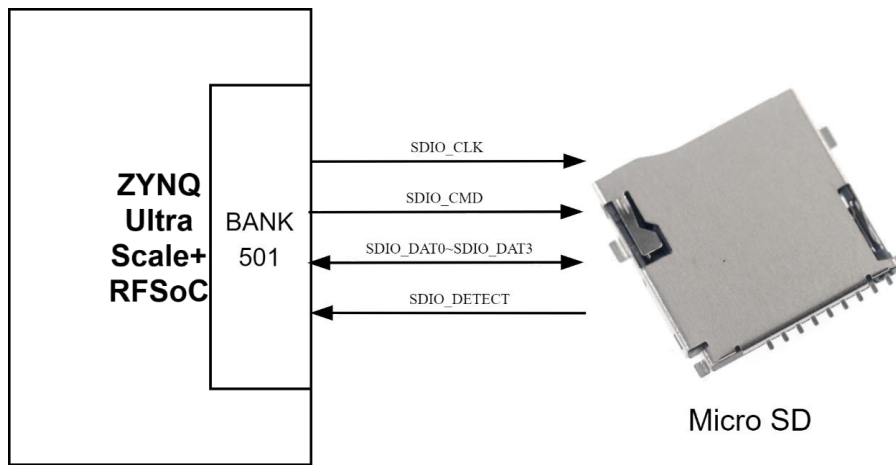 ZYNQ
Ultra
Scale+
RFSoC
BANK
501
SDIO_CLK
SDIO_CMD
SDIO_DAT0~SDIO_DAT3
SDIO_DETECT
Micro SD